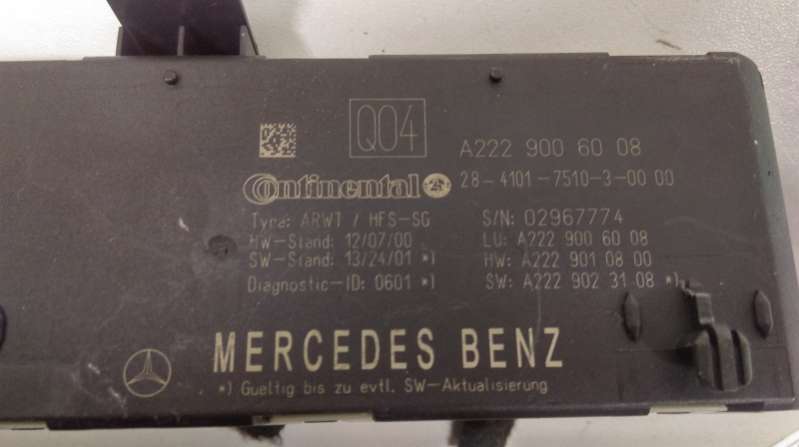 Q04
A222 900 60 08
Continental
28-4101-7510-3-00 00
Type: ARWT / HFS-SG
S/N: 02967774
HW-Stand: 12/07/00
LU: A222 900 60 08
SW-Stand: 13/24/01 *)
HW: A222 901 08 00
Diagnostic-ID: 0601 *)
SW: A222 902 31 08 *)
MERCEDES BENZ
*) Gueltig bis zu evtl. SW-Aktualisierung